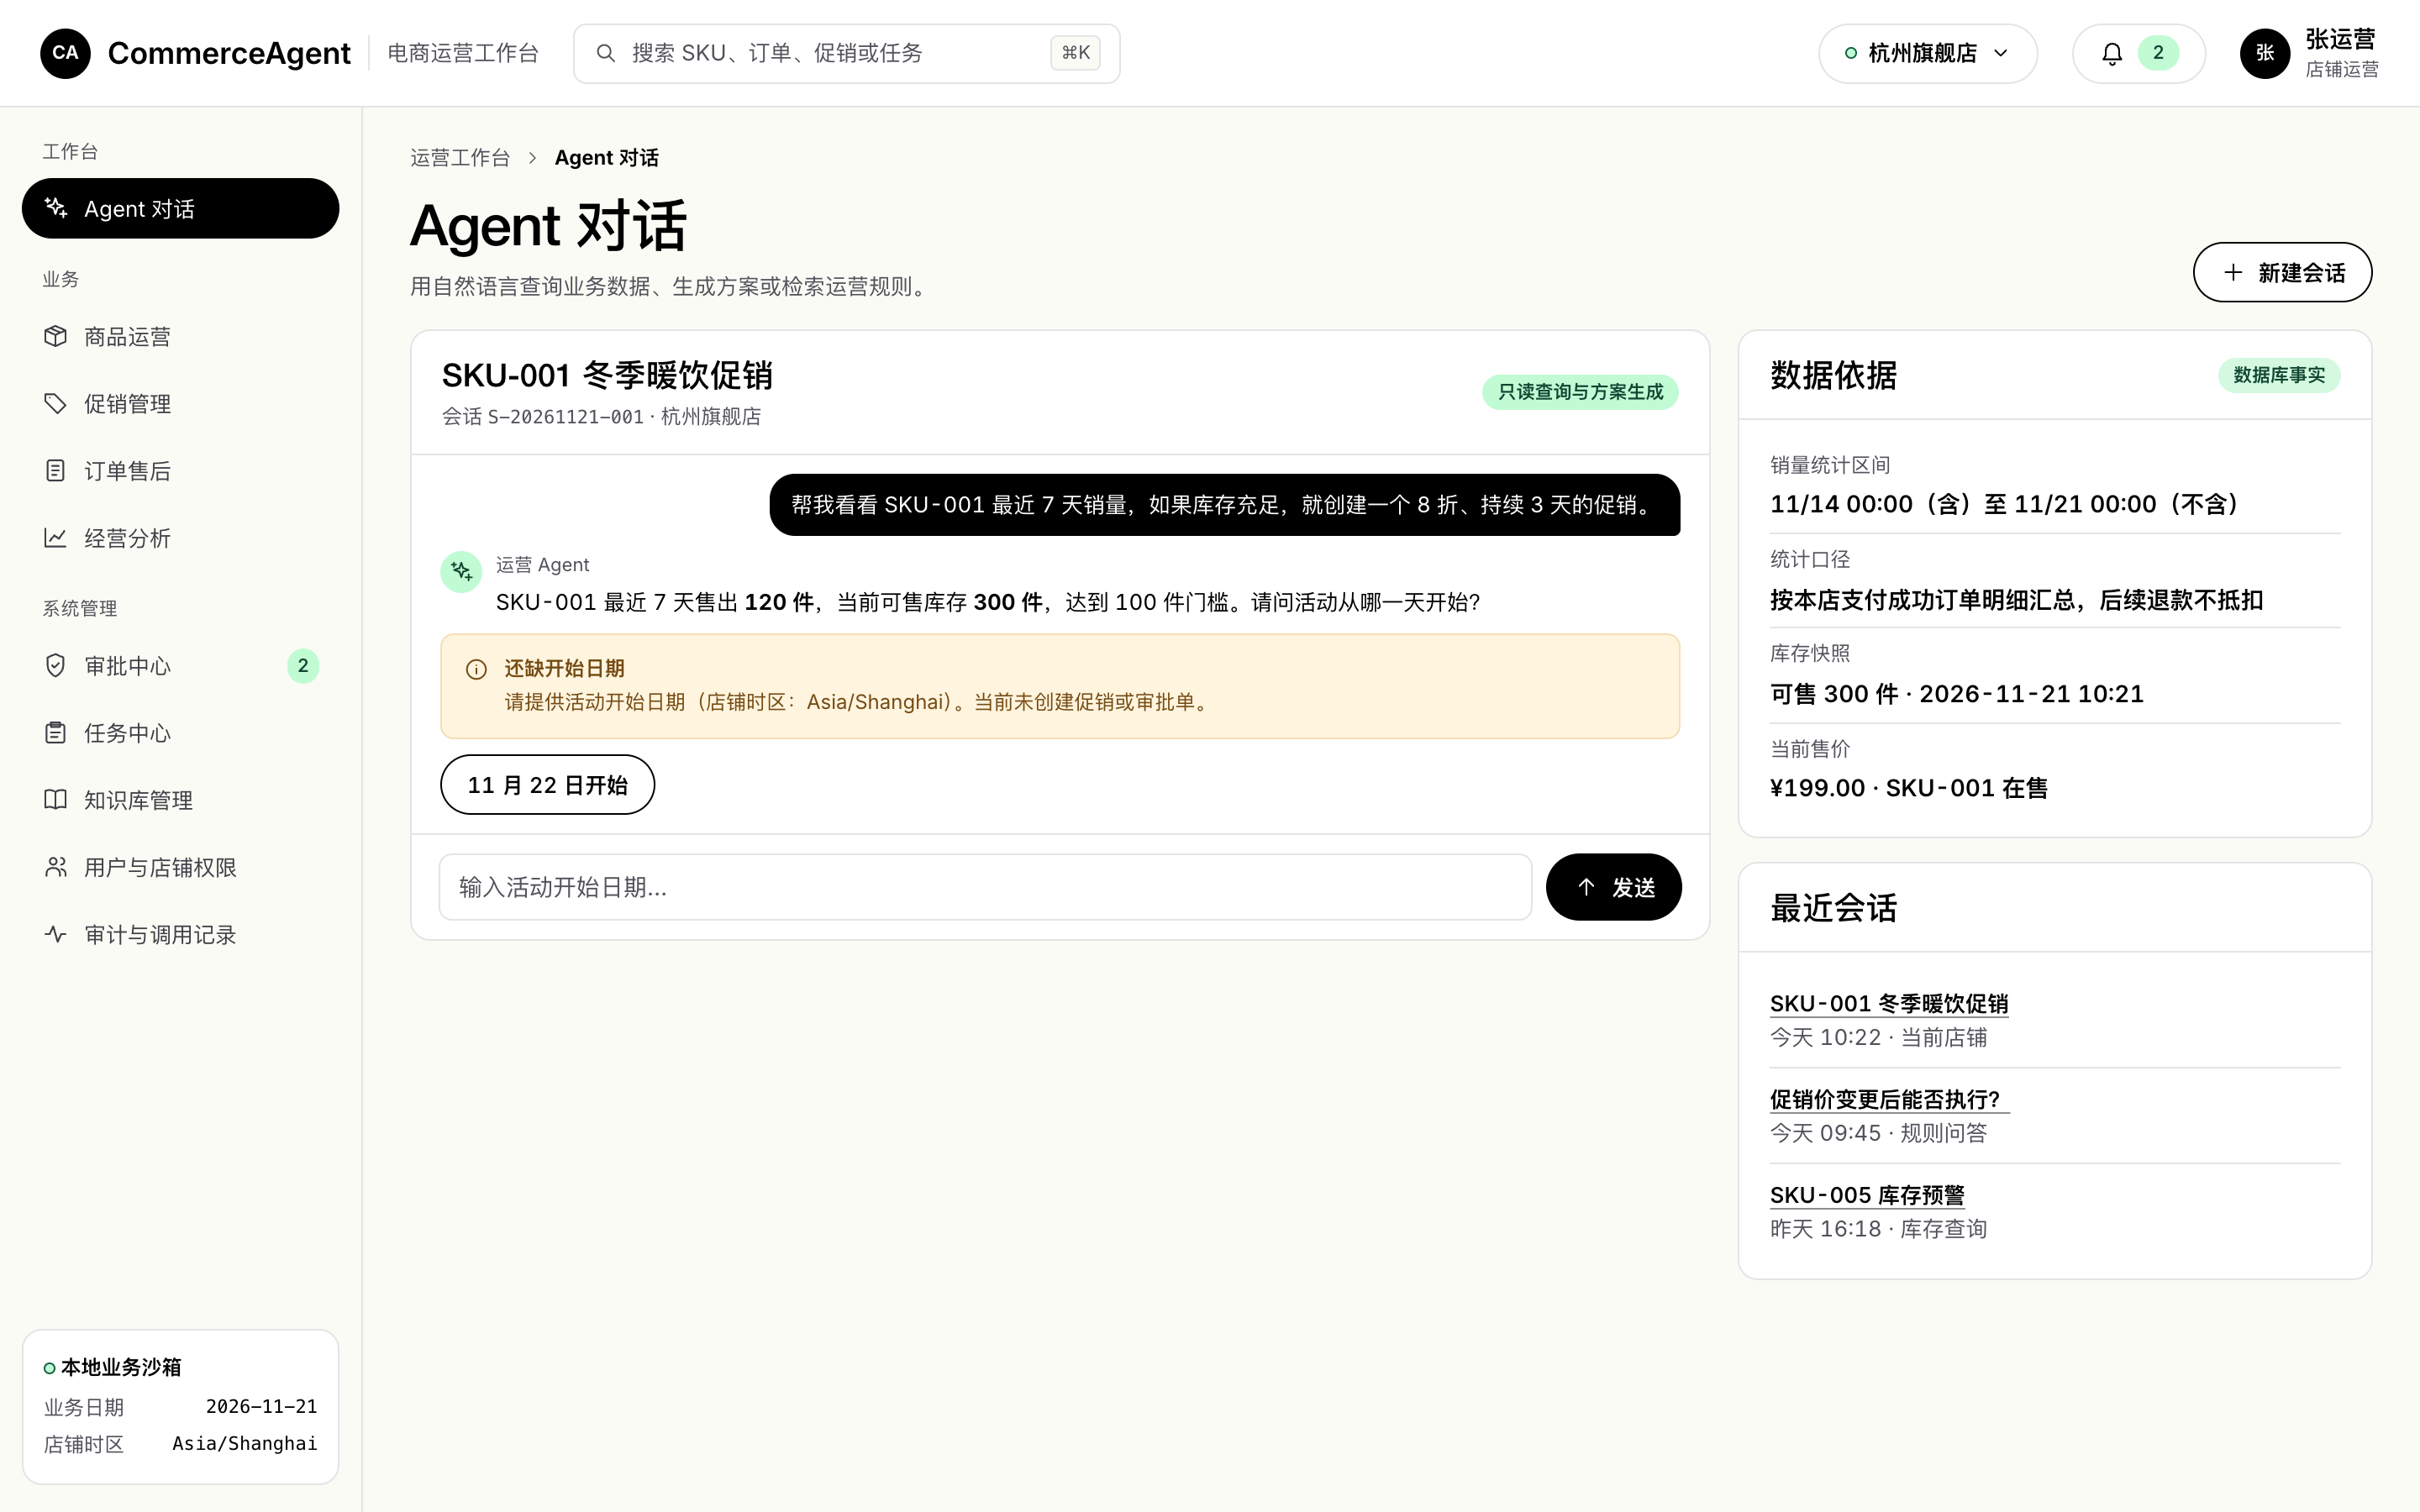 CA CommerceAgent 电商运营工作台 搜索 SKU、订单、促销或任务 ⌘K 杭州旗舰店 2 张 张运营
店铺运营
工作台
Agent 对话
业务
商品运营
促销管理
订单售后
经营分析
系统管理
审批中心 2
任务中心
知识库管理
用户与店铺权限
审计与调用记录
本地业务沙箱
业务日期 2026-11-21
店铺时区 Asia/Shanghai
运营工作台 > Agent 对话
Agent 对话
用自然语言查询业务数据、生成方案或检索运营规则。
新建会话
SKU-001 冬季暖饮促销
会话 S-20261121-001 · 杭州旗舰店
只读查询与方案生成
帮我看看 SKU-001 最近 7 天销量，如果库存充足，就创建一个 8 折、持续 3 天的促销。
运营 Agent
SKU-001 最近 7 天售出 120 件，当前可售库存 300 件，达到 100 件门槛。请问活动从哪一天开始？
还缺开始日期
请提供活动开始日期（店铺时区：Asia/Shanghai）。当前未创建促销或审批单。
11 月 22 日开始
输入活动开始日期...
发送
数据依据 数据库事实
销量统计区间
11/14 00:00（含）至 11/21 00:00（不含）
统计口径
按本店支付成功订单明细汇总，后续退款不抵扣
库存快照
可售 300 件 · 2026-11-21 10:21
当前售价
¥199.00 · SKU-001 在售
最近会话
SKU-001 冬季暖饮促销
今天 10:22 · 当前店铺
促销价变更后能否执行？
今天 09:45 · 规则问答
SKU-005 库存预警
昨天 16:18 · 库存查询